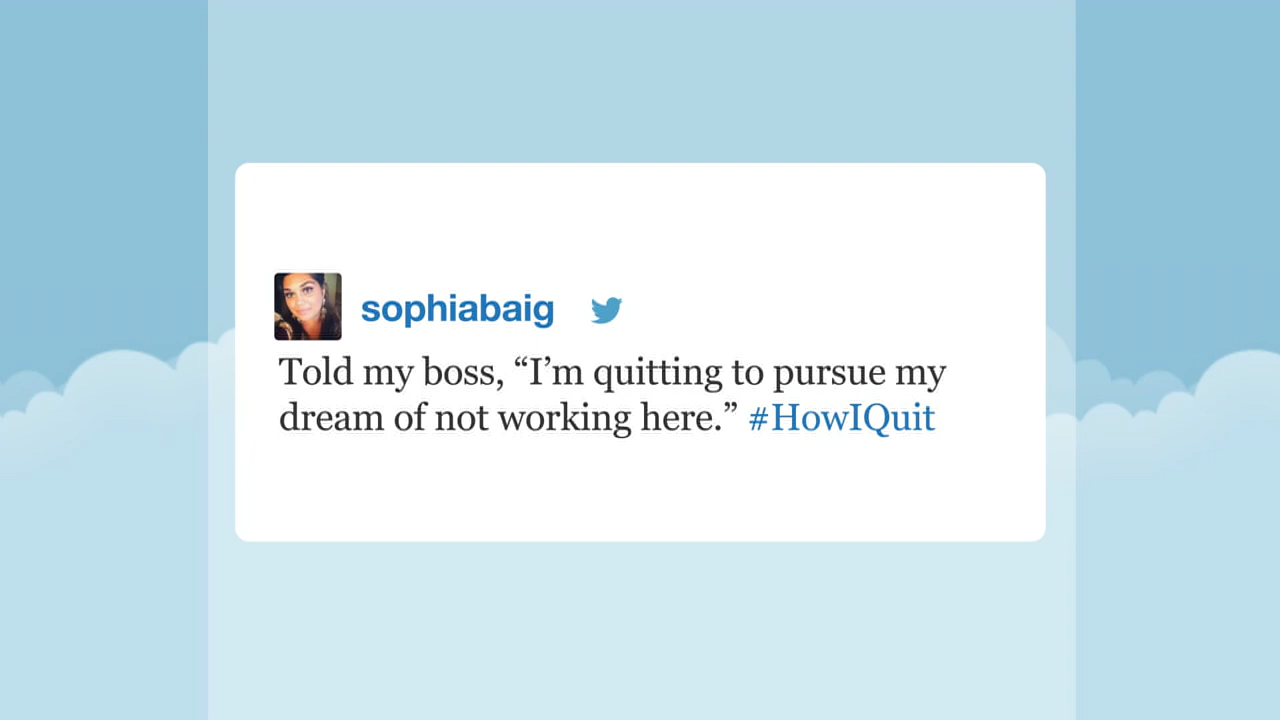 sophiabaig
Told my boss, “I’m quitting to pursue my
dream of not working here.” #HowIQuit